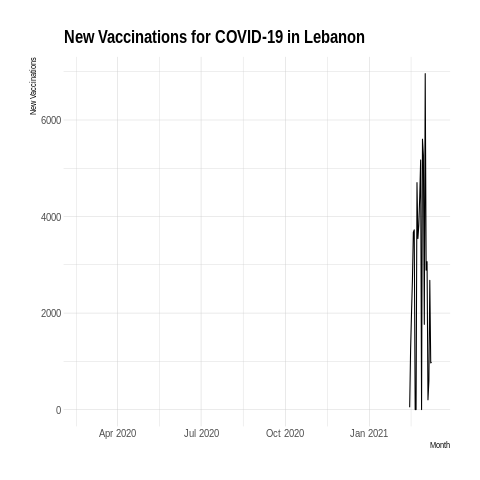 New Vaccinations for COVID-19 in Lebanon
New Vaccinations
6000
4000
2000
0
Apr 2020
Jul 2020
Oct 2020
Jan 2021
Month